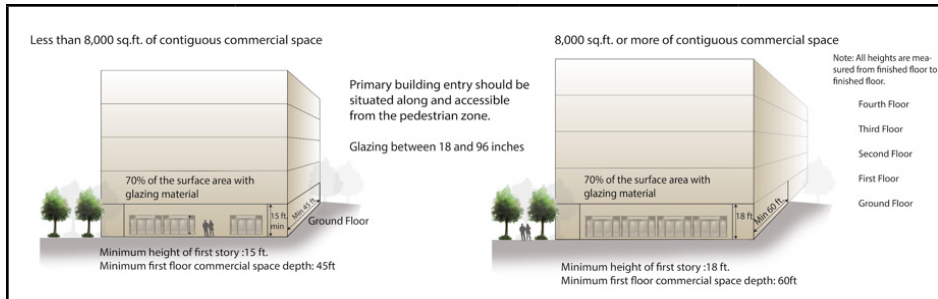 Less than 8,000 sq.ft. of contiguous commercial space
70% of the surface area with
glazing material
15 ft.
min
Min 45 ft
Ground Floor
Minimum height of first story :15 ft.
Minimum first floor commercial space depth: 45ft
Primary building entry should be
situated along and accessible
from the pedestrian zone.
Glazing between 18 and 96 inches
8,000 sq.ft. or more of contiguous commercial space
70% of the surface area with
glazing material
18 ft.
Min 60 ft.
Minimum height of first story :18 ft.
Minimum first floor commercial space depth: 60ft
Note: All heights are mea-
sured from finished floor to
finished floor.
Fourth Floor
Third Floor
Second Floor
First Floor
Ground Floor